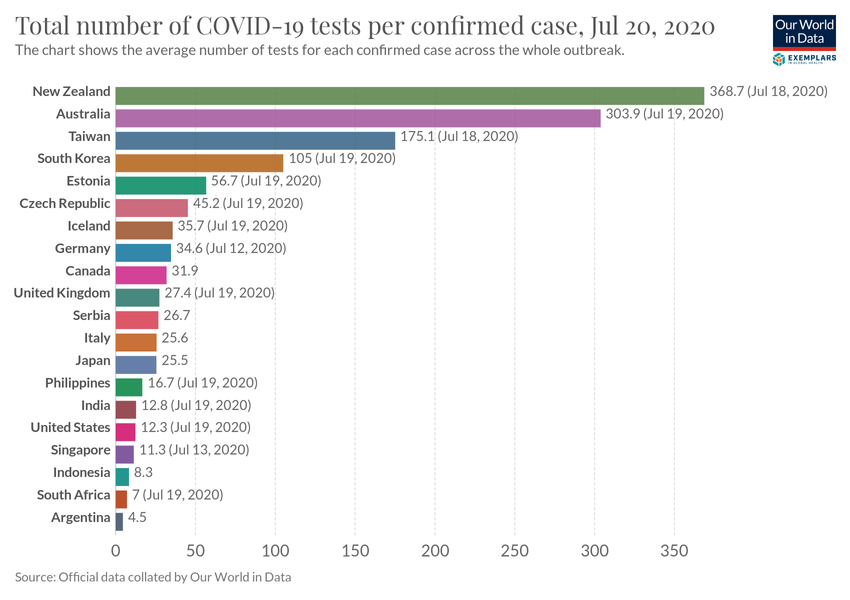 Total number of COVID-19 tests per confirmed case, Jul 20, 2020
The chart shows the average number of tests for each confirmed case across the whole outbreak.
Our World
in Data
EXEMPLARS
IN GLOBAL HEALTH
New Zealand 368.7 (Jul 18, 2020)
Australia 303.9 (Jul 19, 2020)
Taiwan 175.1 (Jul 18, 2020)
South Korea 105 (Jul 19, 2020)
Estonia 56.7 (Jul 19, 2020)
Czech Republic 45.2 (Jul 19, 2020)
Iceland 35.7 (Jul 19, 2020)
Germany 34.6 (Jul 12, 2020)
Canada 31.9
United Kingdom 27.4 (Jul 19, 2020)
Serbia 26.7
Italy 25.6
Japan 25.5
Philippines 16.7 (Jul 19, 2020)
India 12.8 (Jul 19, 2020)
United States 12.3 (Jul 19, 2020)
Singapore 11.3 (Jul 13, 2020)
Indonesia 8.3
South Africa 7 (Jul 19, 2020)
Argentina 4.5
0 50 100 150 200 250 300 350
Source: Official data collated by Our World in Data